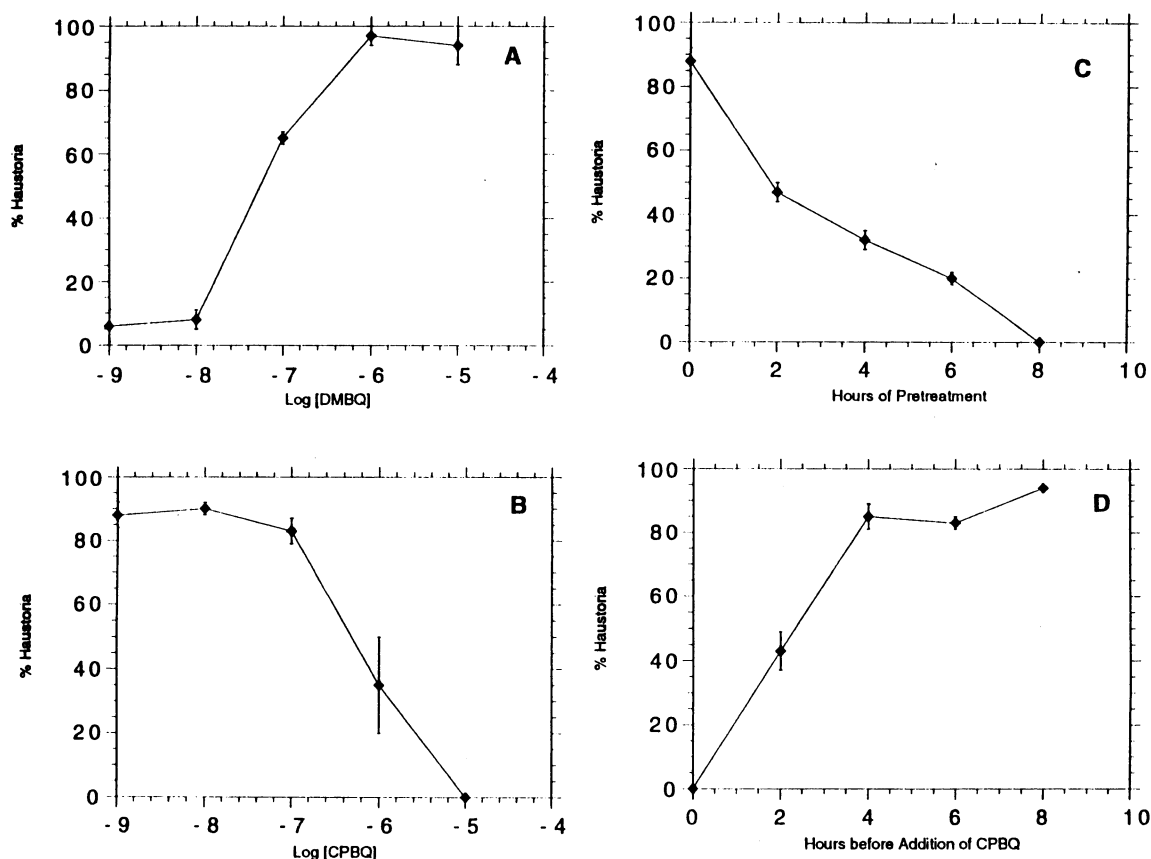 A
% Haustoria
100
80
60
40
20
0
- 9 - 8 - 7 - 6 - 5 - 4
Log [DMBQ]
C
% Haustoria
100
80
60
40
20
0
0 2 4 6 8 10
Hours of Pretreatment
B
% Haustoria
100
80
60
40
20
0
- 9 - 8 - 7 - 6 - 5 - 4
Log [CPBQ]
D
% Haustoria
100
80
60
40
20
0
0 2 4 6 8 10
Hours before Addition of CPBQ